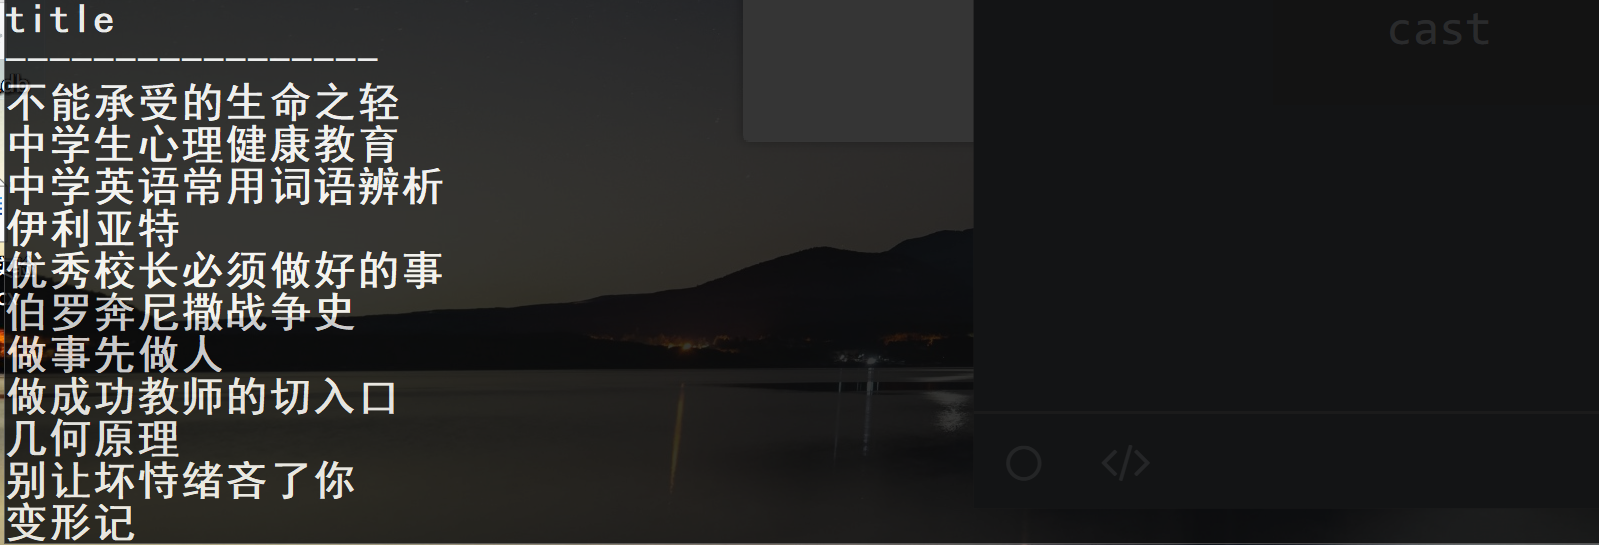 title
-----------------
不能承受的生命之轻
中学生心理健康教育
中学英语常用词语辨析
伊利亚特
优秀校长必须做好的事
伯罗奔尼撒战争史
做事先做人
做成功教师的切入口
几何原理
别让坏恃绪吝了你
变形记
cast